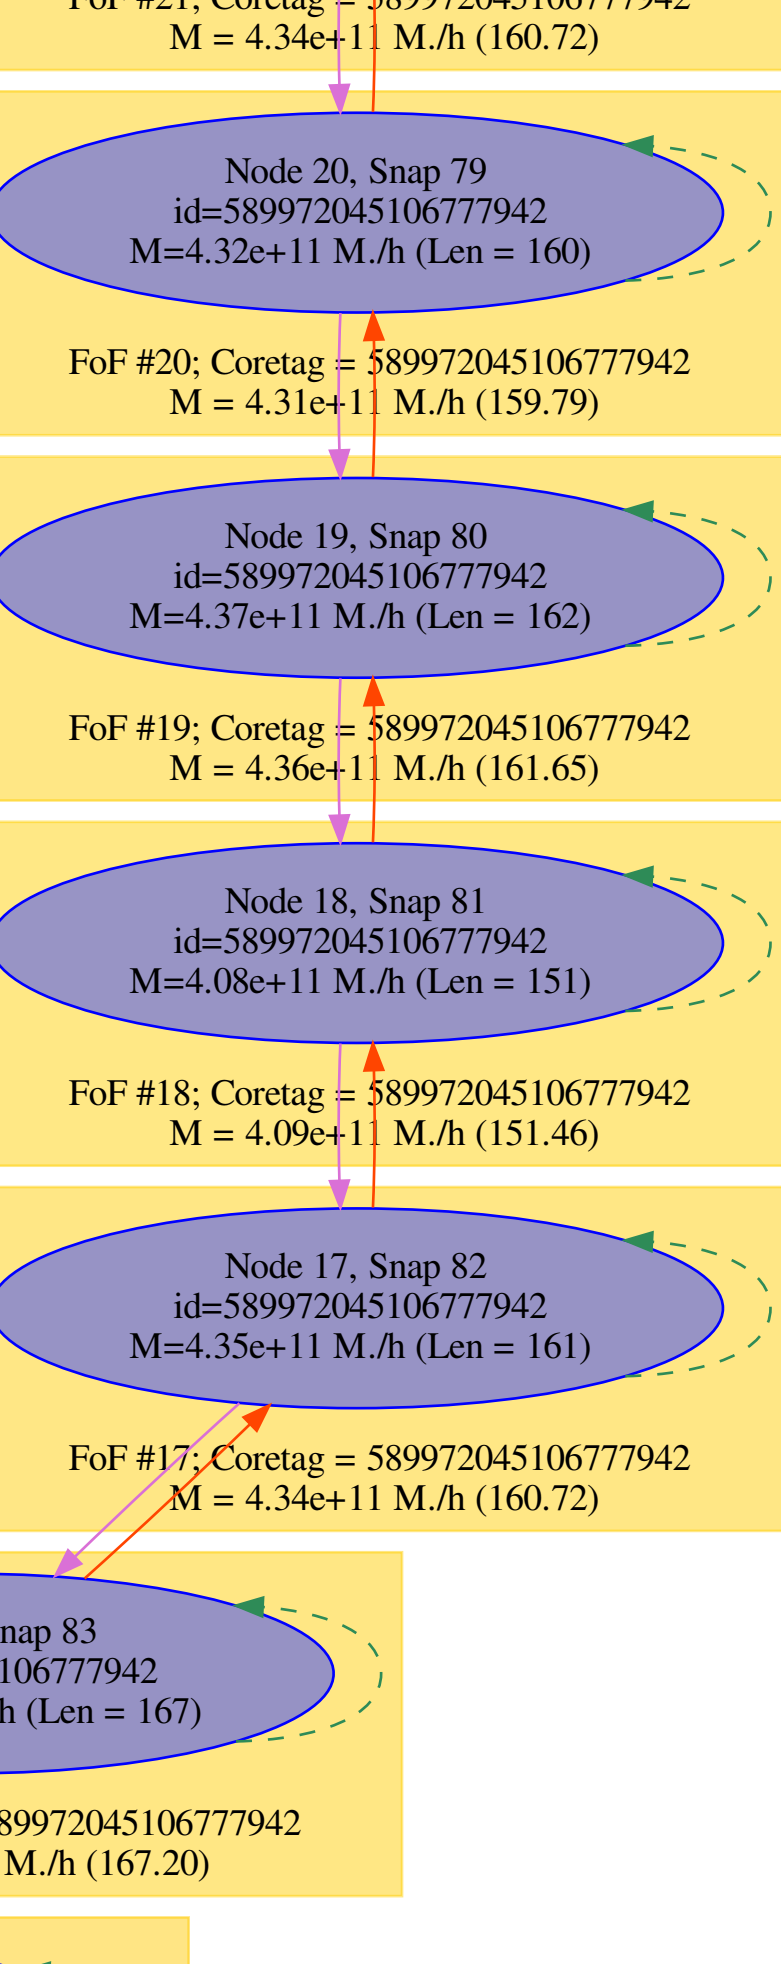 FoF #21; Coretag = 589972045106777942
M = 4.34e+11 M./h (160.72)
Node 20, Snap 79
id=589972045106777942
M=4.32e+11 M./h (Len = 160)
FoF #20; Coretag = 589972045106777942
M = 4.31e+11 M./h (159.79)
Node 19, Snap 80
id=589972045106777942
M=4.37e+11 M./h (Len = 162)
FoF #19; Coretag = 589972045106777942
M = 4.36e+11 M./h (161.65)
Node 18, Snap 81
id=589972045106777942
M=4.08e+11 M./h (Len = 151)
FoF #18; Coretag = 589972045106777942
M = 4.09e+11 M./h (151.46)
Node 17, Snap 82
id=589972045106777942
M=4.35e+11 M./h (Len = 161)
FoF #17; Coretag = 589972045106777942
M = 4.34e+11 M./h (160.72)
nap 83
106777942
h (Len = 167)
89972045106777942
M./h (167.20)